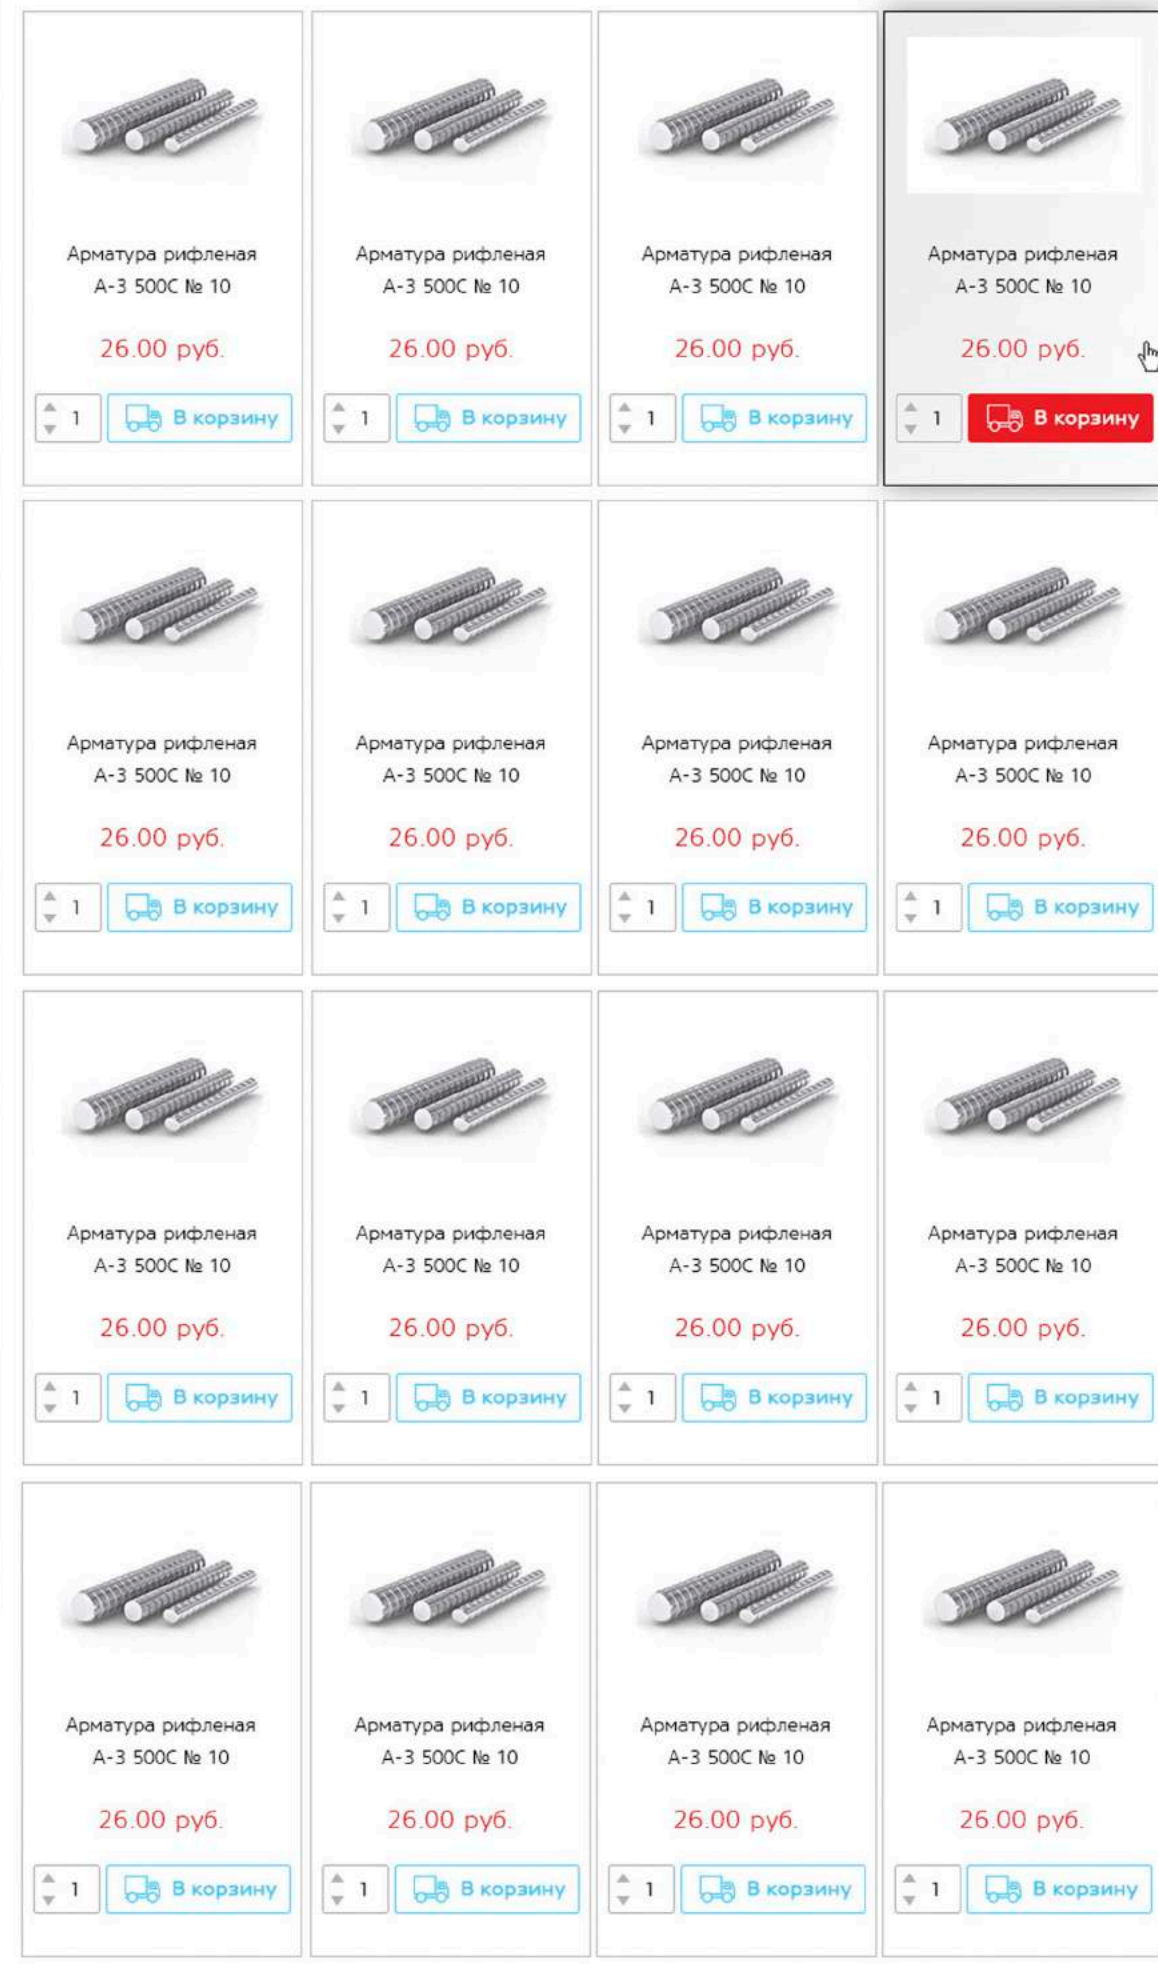 Арматура рифленая Арматура рифленая Арматура рифленая Арматура рифленая
А-3 500С № 10 А-3 500С № 10 А-3 500С № 10 А-3 500С № 10
26.00 руб. 26.00 руб. 26.00 руб. 26.00 руб.
1 В корзину 1 В корзину 1 В корзину 1 В корзину
Арматура рифленая Арматура рифленая Арматура рифленая Арматура рифленая
А-3 500С № 10 А-3 500С № 10 А-3 500С № 10 А-3 500С № 10
26.00 руб. 26.00 руб. 26.00 руб. 26.00 руб.
1 В корзину 1 В корзину 1 В корзину 1 В корзину
Арматура рифленая Арматура рифленая Арматура рифленая Арматура рифленая
А-3 500С № 10 А-3 500С № 10 А-3 500С № 10 А-3 500С № 10
26.00 руб. 26.00 руб. 26.00 руб. 26.00 руб.
1 В корзину 1 В корзину 1 В корзину 1 В корзину
Арматура рифленая Арматура рифленая Арматура рифленая Арматура рифленая
А-3 500С № 10 А-3 500С № 10 А-3 500С № 10 А-3 500С № 10
26.00 руб. 26.00 руб. 26.00 руб. 26.00 руб.
1 В корзину 1 В корзину 1 В корзину 1 В корзину